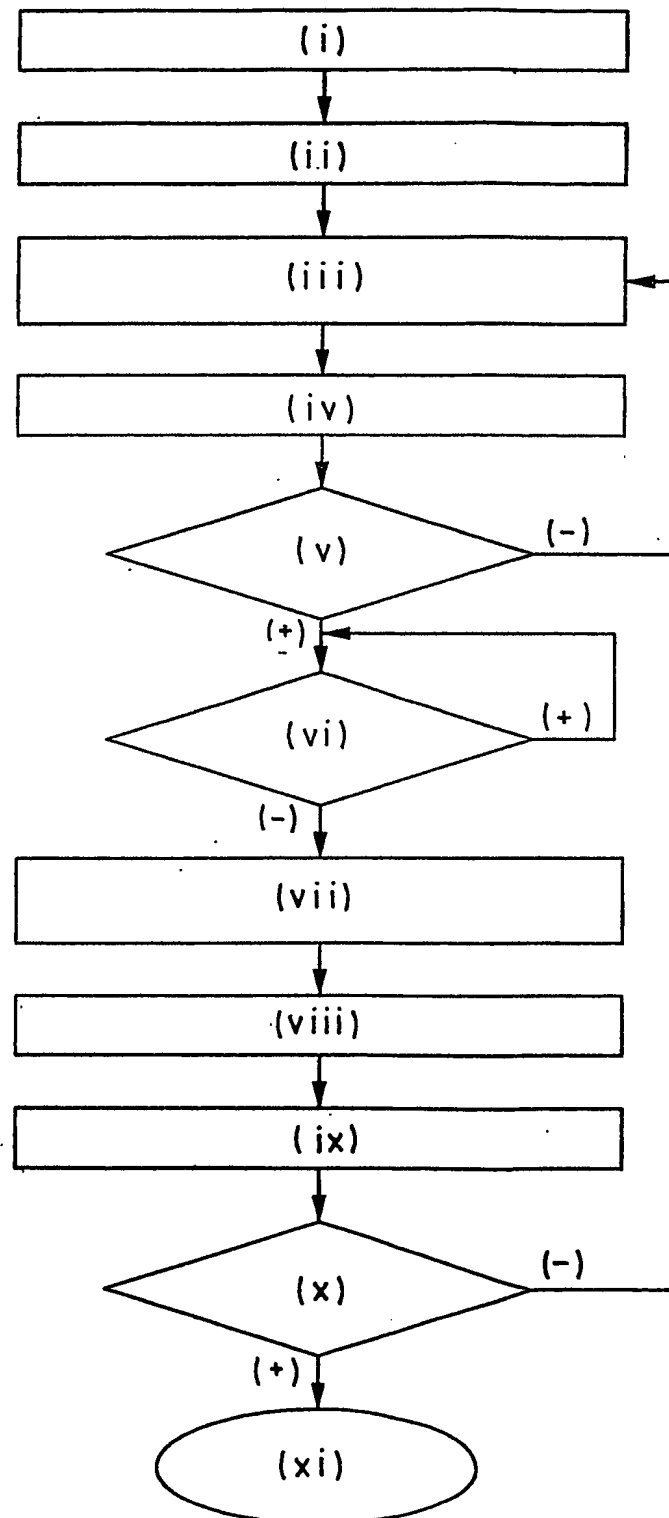 (i)
(ii)
(iii)
(iv)
(v)
(-)
(+)
(vi)
(+)
(-)
(vii)
(viii)
(ix)
(x)
(-)
(+)
(xi)